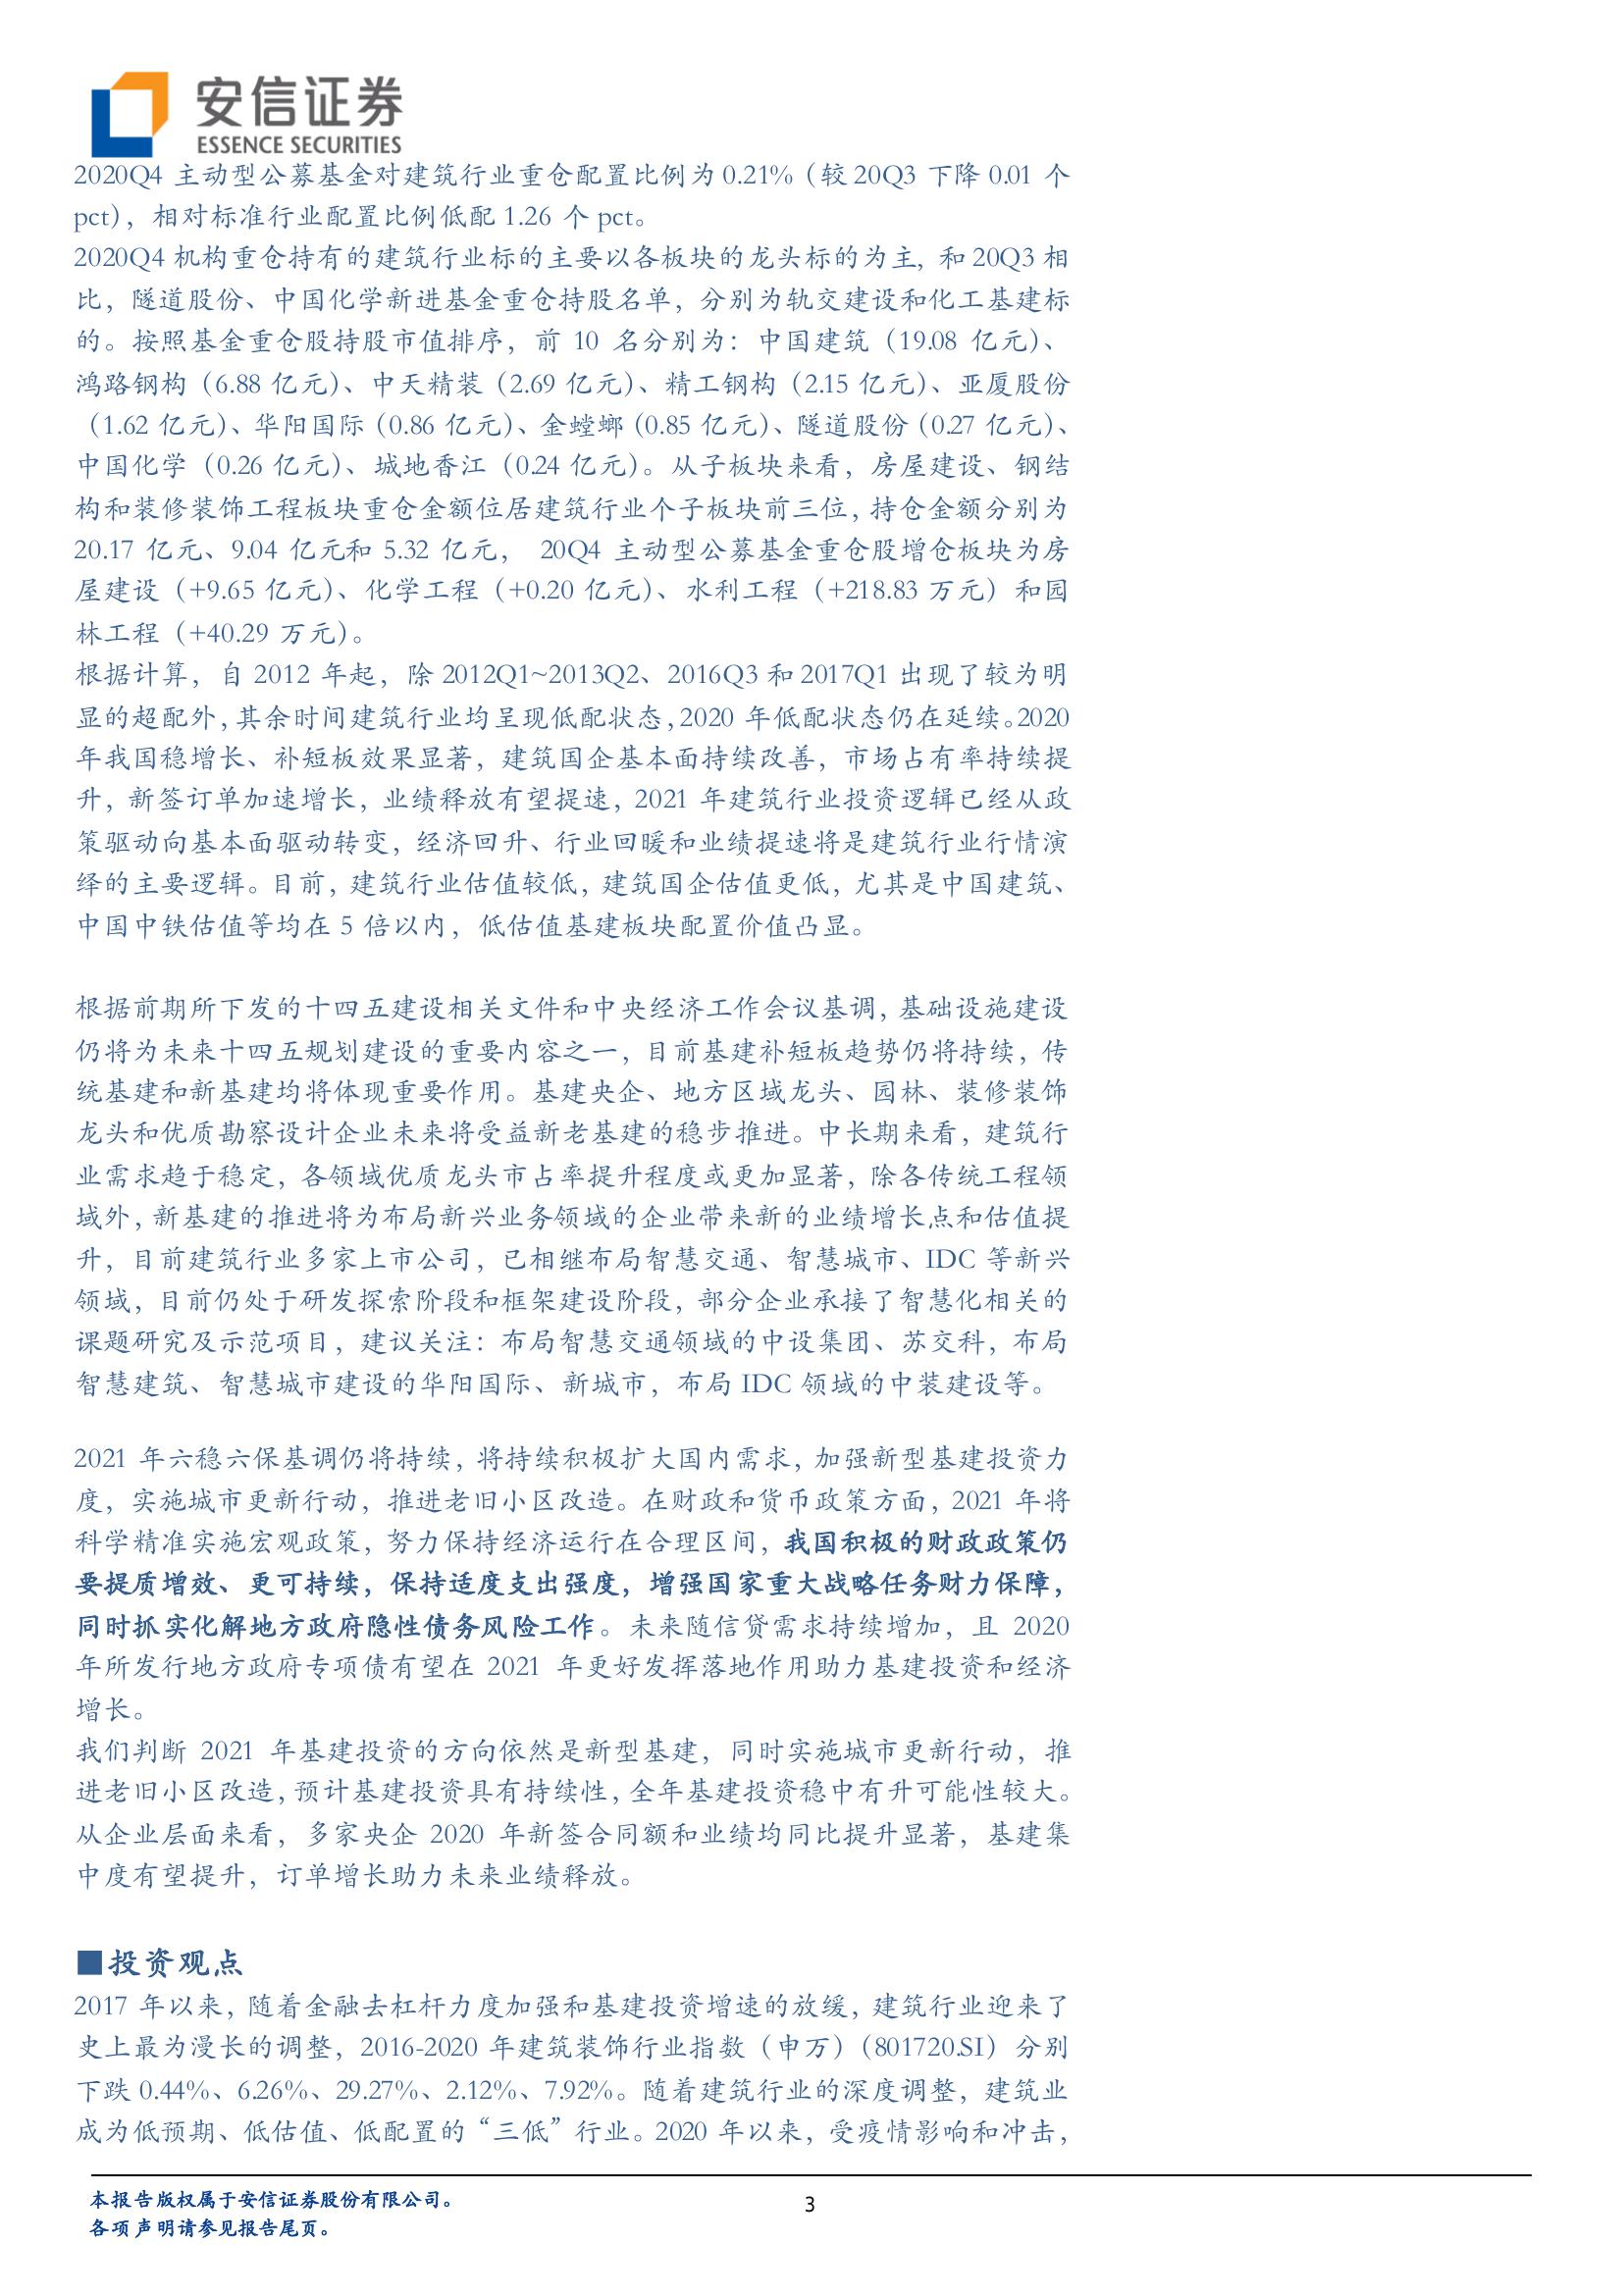 安信证券
ESSENCE SECURITIES
2020Q4 主动型公募基金对建筑行业重仓配置比例为 0.21%（较 20Q3 下降 0.01 个
pct），相对标准行业配置比例低配 1.26 个 pct。
2020Q4 机构重仓持有的建筑行业标的主要以各板块的龙头标的为主，和 20Q3 相
比，隧道股份、中国化学新进基金重仓持股名单，分别为轨交建设和化工基建标
的。按照基金重仓股持股市值排序，前 10 名分别为：中国建筑（19.08 亿元）、
鸿路钢构（6.88 亿元）、中天精装（2.69 亿元）、精工钢构（2.15 亿元）、亚厦股份
（1.62 亿元）、华阳国际（0.86 亿元）、金螳螂（0.85 亿元）、隧道股份（0.27 亿元）、
中国化学（0.26 亿元）、城地香江（0.24 亿元）。从子板块来看，房屋建设、钢结
构和装修装饰工程板块重仓金额位居建筑行业个子板块前三位，持仓金额分别为
20.17 亿元、9.04 亿元和 5.32 亿元， 20Q4 主动型公募基金重仓股增仓板块为房
屋建设（+9.65 亿元）、化学工程（+0.20 亿元）、水利工程（+218.83 万元）和园
林工程（+40.29 万元）。
根据计算，自 2012 年起，除 2012Q1~2013Q2、2016Q3 和 2017Q1 出现了较为明
显的超配外，其余时间建筑行业均呈现低配状态，2020 年低配状态仍在延续。2020
年我国稳增长、补短板效果显著，建筑国企基本面持续改善，市场占有率持续提
升，新签订单加速增长，业绩释放有望提速，2021 年建筑行业投资逻辑已经从政
策驱动向基本面驱动转变，经济回升、行业回暖和业绩提速将是建筑行业行情演
绎的主要逻辑。目前，建筑行业估值较低，建筑国企估值更低，尤其是中国建筑、
中国中铁估值等均在 5 倍以内，低估值基建板块配置价值凸显。
根据前期所下发的十四五建设相关文件和中央经济工作会议基调，基础设施建设
仍将为未来十四五规划建设的重要内容之一，目前基建补短板趋势仍将持续，传
统基建和新基建均将体现重要作用。基建央企、地方区域龙头、园林、装修装饰
龙头和优质勘察设计企业未来将受益新老基建的稳步推进。中长期来看，建筑行
业需求趋于稳定，各领域优质龙头市占率提升程度或更加显著，除各传统工程领
域外，新基建的推进将为布局新兴业务领域的企业带来新的业绩增长点和估值提
升，目前建筑行业多家上市公司，已相继布局智慧交通、智慧城市、IDC 等新兴
领域，目前仍处于研发探索阶段和框架建设阶段，部分企业承接了智慧化相关的
课题研究及示范项目，建议关注：布局智慧交通领域的中设集团、苏交科，布局
智慧建筑、智慧城市建设的华阳国际、新城市，布局 IDC 领域的中装建设等。
2021 年六稳六保基调仍将持续，将持续积极扩大国内需求，加强新型基建投资力
度，实施城市更新行动，推进老旧小区改造。在财政和货币政策方面，2021 年将
科学精准实施宏观政策，努力保持经济运行在合理区间，我国积极的财政政策仍
要提质增效、更可持续，保持适度支出强度，增强国家重大战略任务财力保障，
同时抓实化解地方政府隐性债务风险工作。未来随信贷需求持续增加，且 2020
年所发行地方政府专项债有望在 2021 年更好发挥落地作用助力基建投资和经济
增长。
我们判断 2021 年基建投资的方向依然是新型基建，同时实施城市更新行动，推
进老旧小区改造，预计基建投资具有持续性，全年基建投资稳中有升可能性较大。
从企业层面来看，多家央企 2020 年新签合同额和业绩均同比提升显著，基建集
中度有望提升，订单增长助力未来业绩释放。
■投资观点
2017 年以来，随着金融去杠杆力度加强和基建投资增速的放缓，建筑行业迎来了
史上最为漫长的调整，2016-2020 年建筑装饰行业指数（申万）（801720.SI）分别
下跌 0.44%、6.26%、29.27%、2.12%、7.92%。随着建筑行业的深度调整，建筑业
成为低预期、低估值、低配置的“三低”行业。2020 年以来，受疫情影响和冲击，
本报告版权属于安信证券股份有限公司。
3
各项声明请参见报告尾页。